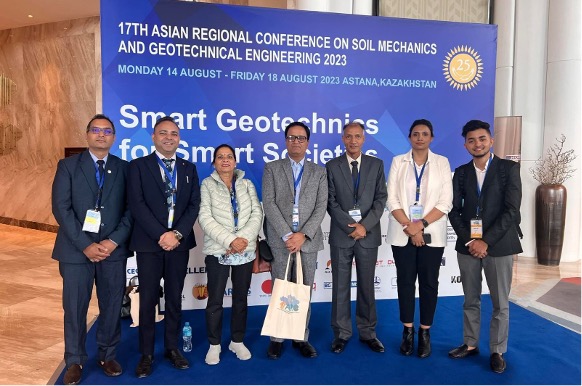 17TH ASIAN REGIONAL CONFERENCE ON SOIL MECHANICS
AND GEOTECHNICAL ENGINEERING 2023
MONDAY 14 AUGUST - FRIDAY 18 AUGUST 2023 ASTANA, KAZAKHSTAN
25
Smart Geotechnics
for Smart Societies